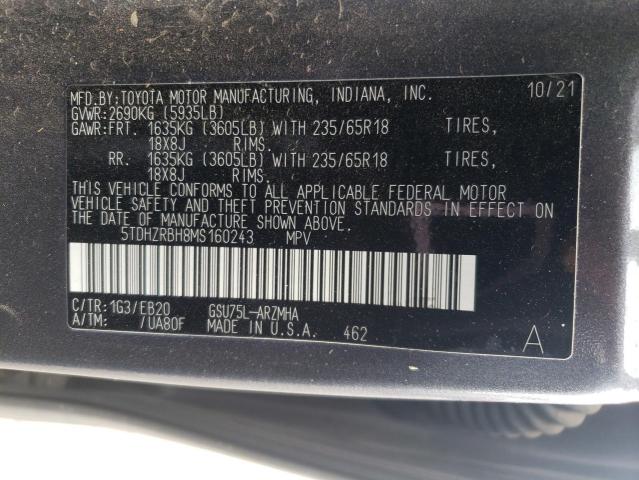 MFD.BY:TOYOTA MOTOR MANUFACTURING, INDIANA, INC. 10/21
GVWR:2690KG (5935LB)
GAWR:FRT. 1635KG (3605LB) WITH 235/65R18 TIRES,
18X8J RIMS.
RR. 1635KG (3605LB) WITH 235/65R18 TIRES,
18X8J RIMS.
THIS VEHICLE CONFORMS TO ALL APPLICABLE FEDERAL MOTOR
VEHICLE SAFETY AND THEFT PREVENTION STANDARDS IN EFFECT ON
THE DATE OF MANUFACTURE SHOWN ABOVE.
5TDHZRBH8MS160243 MPV
C/TR: 1G3/EB20 GSU75L-ARZMHA
A/TM: /UA80F MADE IN U.S.A. 462 A